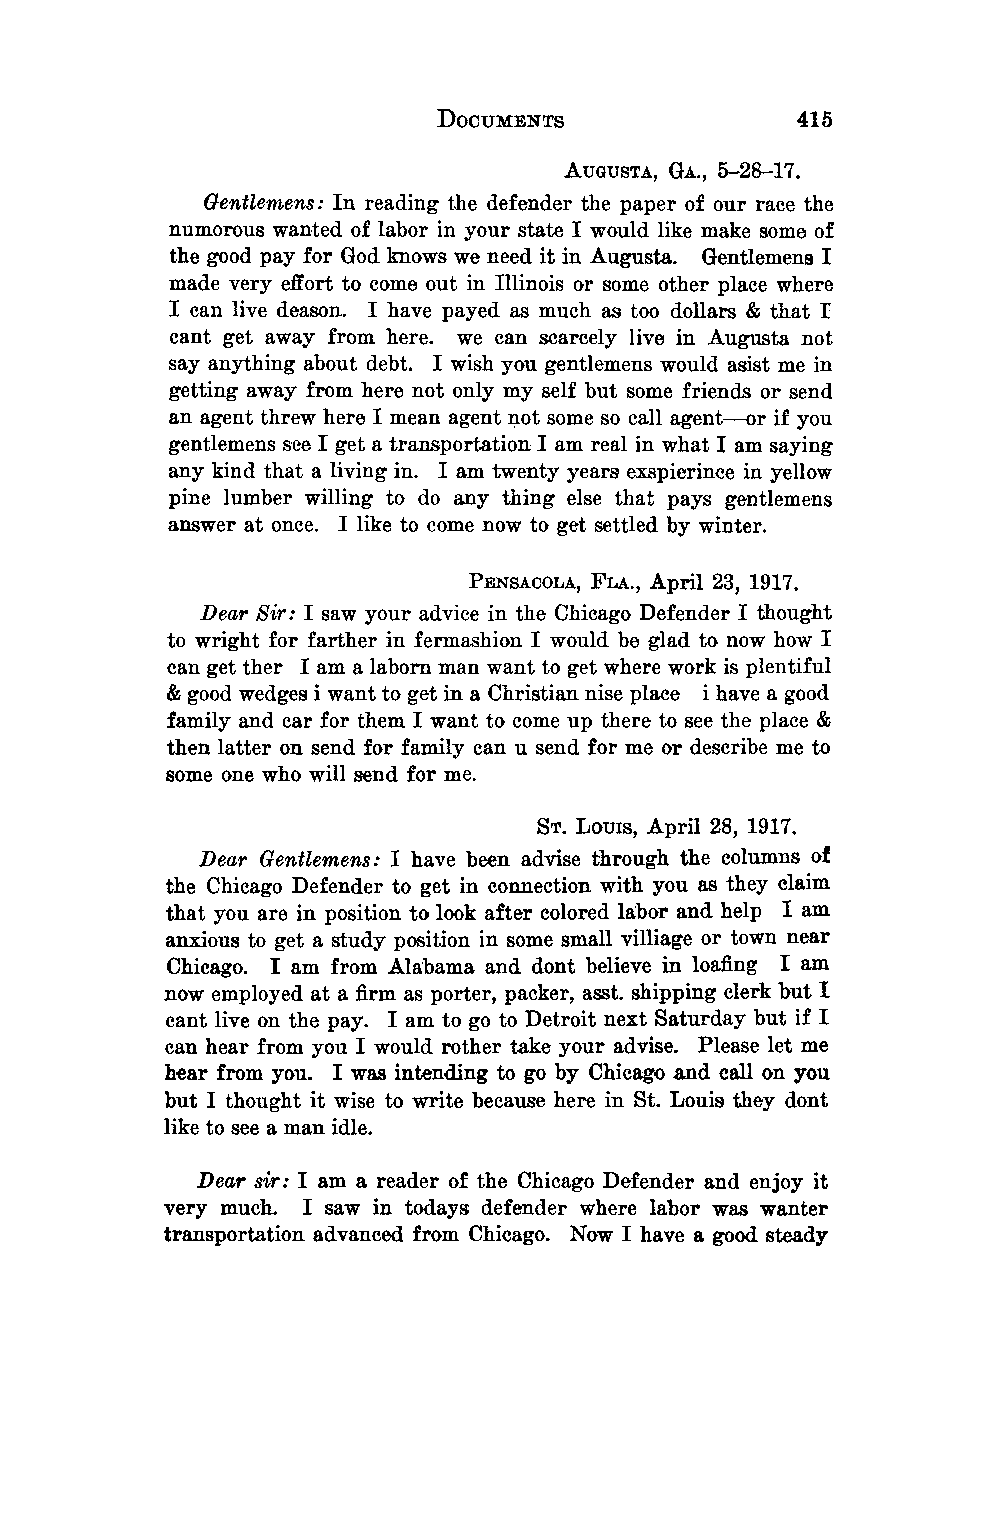 DOCUMENTS 415
AUGUSTA, GA., 5–28–17.
Gentlemens: In reading the defender the paper of our race the
numorous wanted of labor in your state I would like make some of
the good pay for God knows we need it in Augusta. Gentlemens I
made very effort to come out in Illinois or some other place where
I can live deason. I have payed as much as too dollars & that I
cant get away from here. we can scarcely live in Augusta not
say anything about debt. I wish you gentlemens would asist me in
getting away from here not only my self but some friends or send
an agent threw here I mean agent not some so call agent—or if you
gentlemens see I get a transportation I am real in what I am saying
any kind that a living in. I am twenty years exspierince in yellow
pine lumber willing to do any thing else that pays gentlemens
answer at once. I like to come now to get settled by winter.
PENSACOLA, FLA., April 23, 1917.
Dear Sir: I saw your advice in the Chicago Defender I thought
to wright for farther in fermashion I would be glad to now how I
can get ther I am a laborn man want to get where work is plentiful
& good wedges i want to get in a Christian nise place i have a good
family and car for them I want to come up there to see the place &
then latter on send for family can u send for me or describe me to
some one who will send for me.
ST. LOUIS, April 28, 1917.
Dear Gentlemens: I have been advise through the columns of
the Chicago Defender to get in connection with you as they claim
that you are in position to look after colored labor and help I am
anxious to get a study position in some small villiage or town near
Chicago. I am from Alabama and dont believe in loafing I am
now employed at a firm as porter, packer, asst. shipping clerk but I
cant live on the pay. I am to go to Detroit next Saturday but if I
can hear from you I would rother take your advise. Please let me
hear from you. I was intending to go by Chicago and call on you
but I thought it wise to write because here in St. Louis they dont
like to see a man idle.
Dear sir: I am a reader of the Chicago Defender and enjoy it
very much. I saw in todays defender where labor was wanter
transportation advanced from Chicago. Now I have a good steady